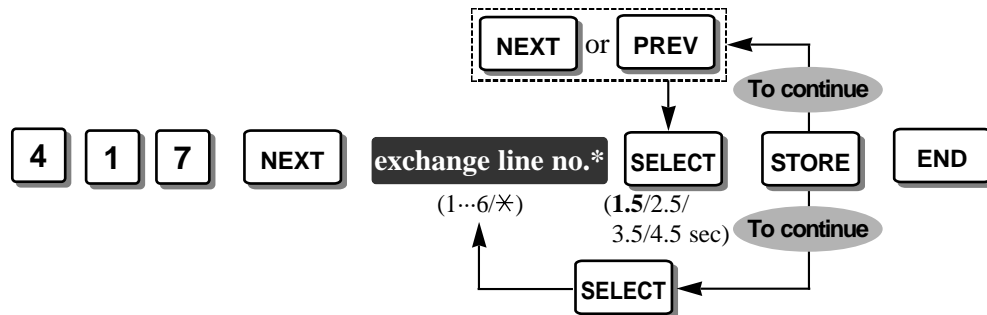 NEXT or PREV
To continue
4 1 7 NEXT exchange line no.* SELECT STORE END
(1···6/✳) (1.5/2.5/
3.5/4.5 sec)
To continue
SELECT